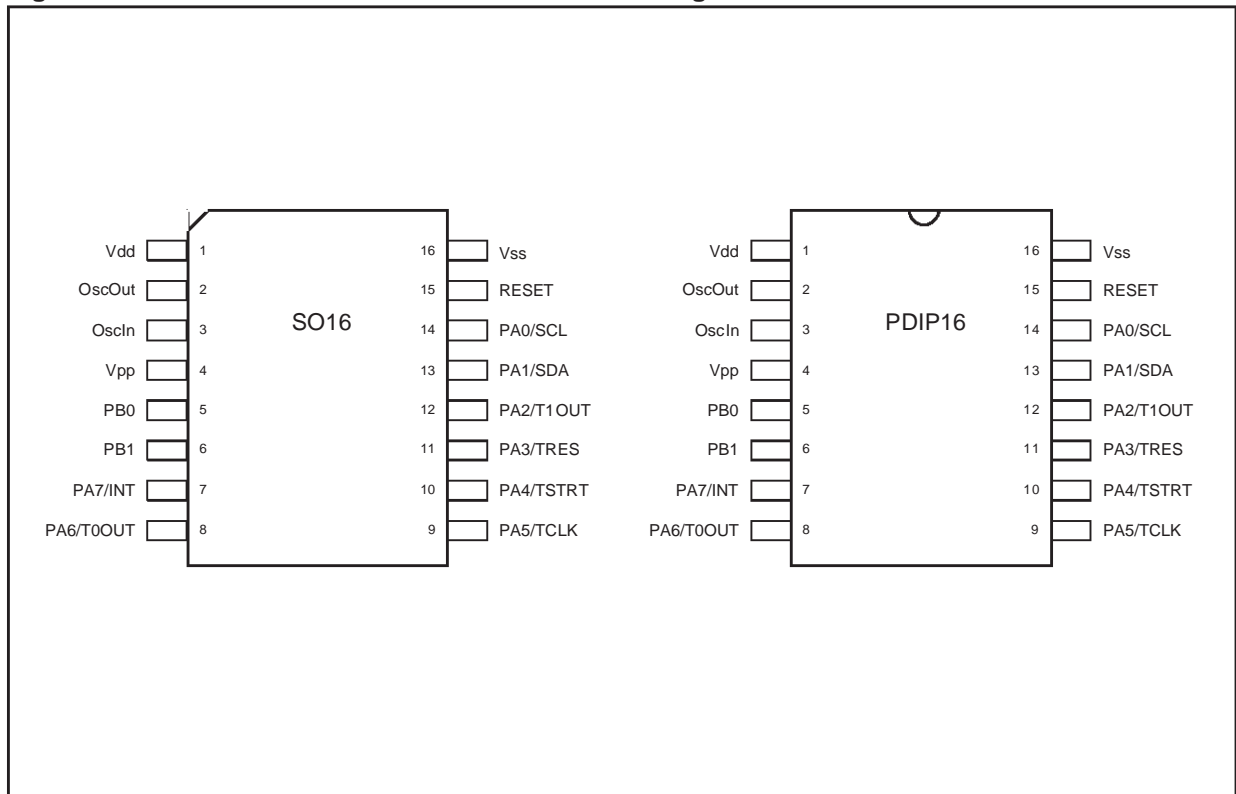 Vdd 1 16 Vss
OscOut 2 15 RESET
OscIn 3 SO16 14 PA0/SCL
Vpp 4 13 PA1/SDA
PB0 5 12 PA2/T1OUT
PB1 6 11 PA3/TRES
PA7/INT 7 10 PA4/TSTRT
PA6/T0OUT 8 9 PA5/TCLK
Vdd 1 16 Vss
OscOut 2 15 RESET
OscIn 3 PDIP16 14 PA0/SCL
Vpp 4 13 PA1/SDA
PB0 5 12 PA2/T1OUT
PB1 6 11 PA3/TRES
PA7/INT 7 10 PA4/TSTRT
PA6/T0OUT 8 9 PA5/TCLK